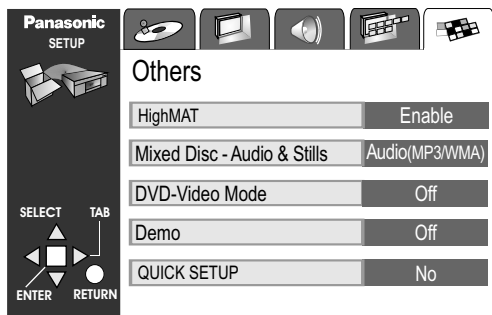 Panasonic
SETUP
Others
HighMAT Enable
Mixed Disc - Audio & Stills Audio(MP3/WMA)
DVD-Video Mode Off
Demo Off
QUICK SETUP No
SELECT TAB
ENTER RETURN